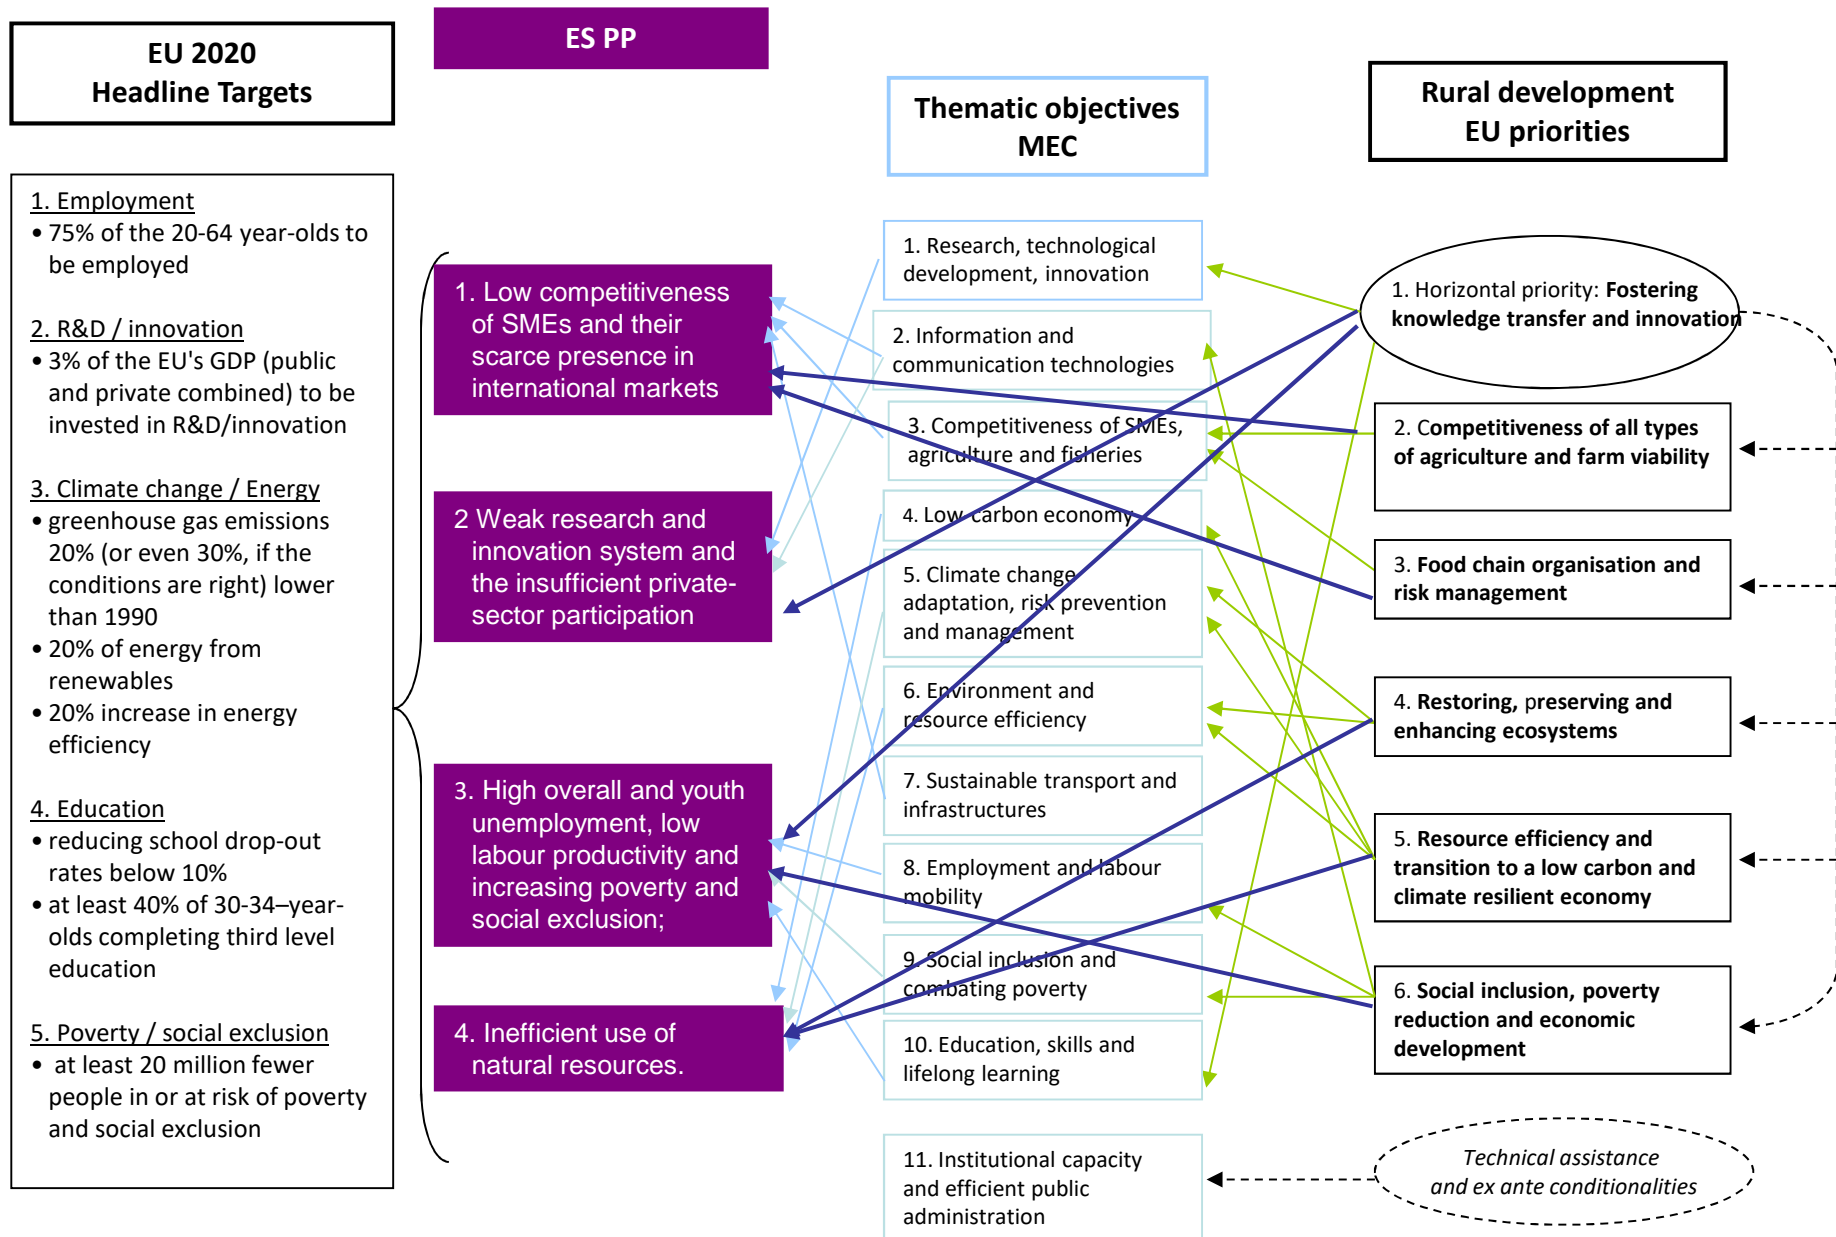 EU 2020
Headline Targets
1. Employment
• 75% of the 20-64 year-olds to
be employed
2. R&D / innovation
• 3% of the EU's GDP (public
and private combined) to be
invested in R&D/innovation
3. Climate change / Energy
• greenhouse gas emissions
20% (or even 30%, if the
conditions are right) lower
than 1990
• 20% of energy from
renewables
• 20% increase in energy
efficiency
4. Education
• reducing school drop-out
rates below 10%
• at least 40% of 30-34–year-
olds completing third level
education
5. Poverty / social exclusion
• at least 20 million fewer
people in or at risk of poverty
and social exclusion
ES PP
1. Low competitiveness
of SMEs and their
scarce presence in
international markets
2 Weak research and
innovation system and
the insufficient private-
sector participation
3. High overall and youth
unemployment, low
labour productivity and
increasing poverty and
social exclusion;
4. Inefficient use of
natural resources.
Thematic objectives
MEC
1. Research, technological
development, innovation
2. Information and
communication technologies
3. Competitiveness of SMEs,
agriculture and fisheries
4. Low carbon economy
5. Climate change
adaptation, risk prevention
and management
6. Environment and
resource efficiency
7. Sustainable transport and
infrastructures
8. Employment and labour
mobility
9. Social inclusion and
combating poverty
10. Education, skills and
lifelong learning
11. Institutional capacity
and efficient public
administration
Rural development
EU priorities
1. Horizontal priority: Fostering
knowledge transfer and innovation
2. Competitiveness of all types
of agriculture and farm viability
3. Food chain organisation and
risk management
4. Restoring, preserving and
enhancing ecosystems
5. Resource efficiency and
transition to a low carbon and
climate resilient economy
6. Social inclusion, poverty
reduction and economic
development
Technical assistance
and ex ante conditionalities